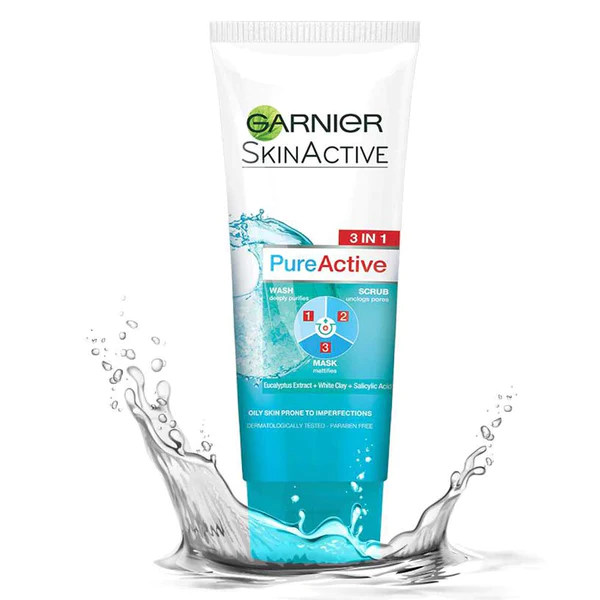 GARNIER
SKINACTIVE
3 IN 1
PureActive
WASH
deeply purifies
SCRUB
unclogs pores
1
2
3
MASK
mattifies
Eucalyptus Extract + White Clay + Salicylic Acid
OILY SKIN PRONE TO IMPERFECTIONS
DERMATOLOGICALLY TESTED - PARABEN FREE